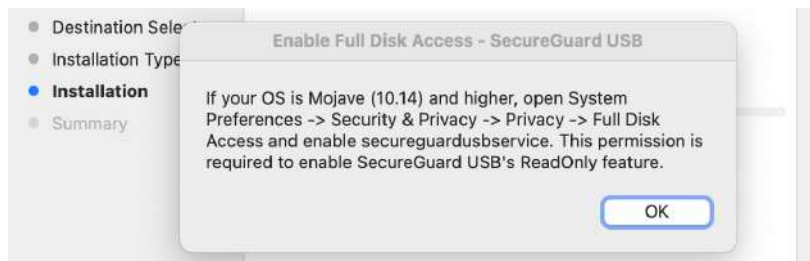 Destination Sele
Installation Type
Installation
Summary
Enable Full Disk Access - SecureGuard USB
If your OS is Mojave (10.14) and higher, open System
Preferences -> Security & Privacy -> Privacy -> Full Disk
Access and enable secureguardusbservice. This permission is
required to enable SecureGuard USB's ReadOnly feature.
OK